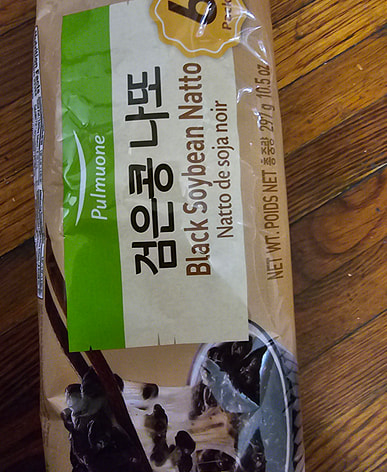 6
Pulmuone
검은콩 나또
Black Soybean Natto
Natto de soja noir
NET WT. POIDS NET 총중량 297 g 10.5 oz